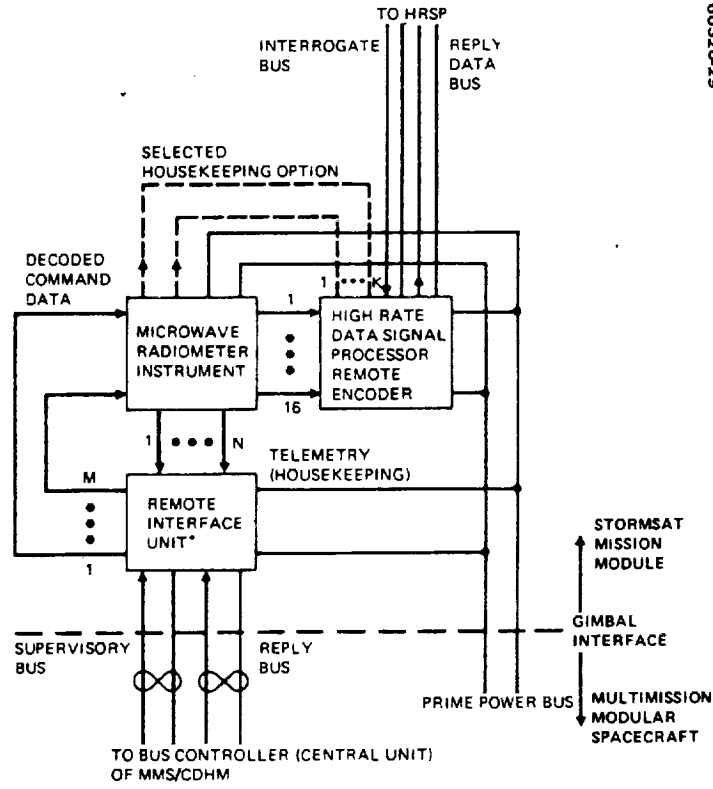 TO HRSP
INTERROGATE
BUS
REPLY
DATA
BUS
SELECTED
HOUSEKEEPING OPTION
DECODED
COMMAND
DATA
1 ••• K
1
16
MICROWAVE
RADIOMETER
INSTRUMENT
HIGH RATE
DATA SIGNAL
PROCESSOR
REMOTE
ENCODER
1 ••• N
TELEMETRY
(HOUSEKEEPING)
M
1
REMOTE
INTERFACE
UNIT*
STORMSAT
MISSION
MODULE
GIMBAL
INTERFACE
SUPERVISORY
BUS
REPLY
BUS
PRIME POWER BUS
MULTIMISSION
MODULAR
SPACECRAFT
TO BUS CONTROLLER (CENTRAL UNIT)
OF MMS/CDHM